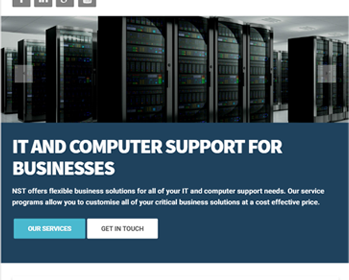 IT AND COMPUTER SUPPORT FOR
BUSINESSES
NST offers flexible business solutions for all of your IT and computer support needs. Our service
programs allow you to customise all of your critical business solutions at a cost effective price.
OUR SERVICES
GET IN TOUCH